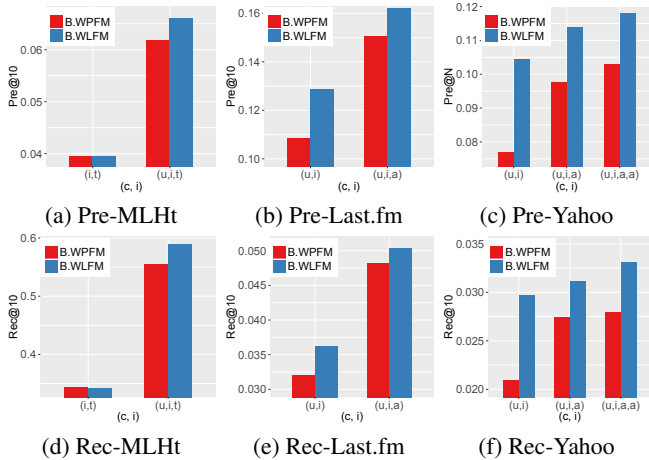 B.WPFM
B.WLFM
Pre@10
0.06
0.05
0.04
(i,t)
(u,i,t)
(c, i)
(a) Pre-MLHt
B.WPFM
B.WLFM
Pre@10
0.16
0.14
0.12
0.10
(u,i)
(u,i,a)
(c, i)
(b) Pre-Last.fm
B.WPFM
B.WLFM
Pre@N
0.12
0.11
0.10
0.09
0.08
(u,i)
(u,i,a)
(u,i,a,a)
(c, i)
(c) Pre-Yahoo
B.WPFM
B.WLFM
Rec@10
0.6
0.5
0.4
(i,t)
(u,i,t)
(c, i)
(d) Rec-MLHt
B.WPFM
B.WLFM
Rec@10
0.050
0.045
0.040
0.035
0.030
(u,i)
(u,i,a)
(c, i)
(e) Rec-Last.fm
B.WPFM
B.WLFM
Rec@10
0.035
0.030
0.025
0.020
(u,i)
(u,i,a)
(u,i,a,a)
(c, i)
(f) Rec-Yahoo